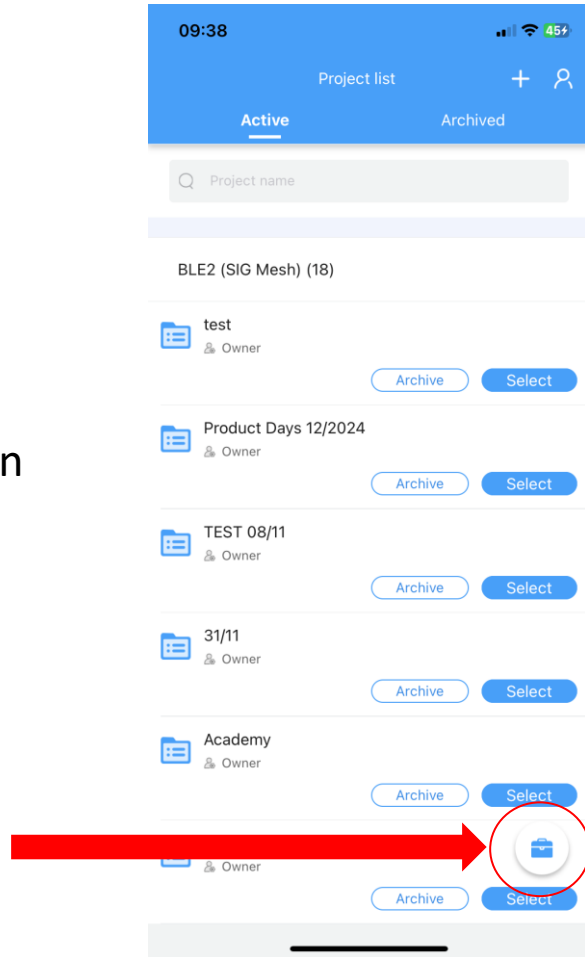 09:38
45
Project list
Active
Archived
Project name
BLE2 (SIG Mesh) (18)
test
Owner
Archive
Select
Product Days 12/2024
Owner
Archive
Select
n
TEST 08/11
Owner
Archive
Select
31/11
Owner
Archive
Select
Academy
Owner
Archive
Select
Owner
Archive
Select